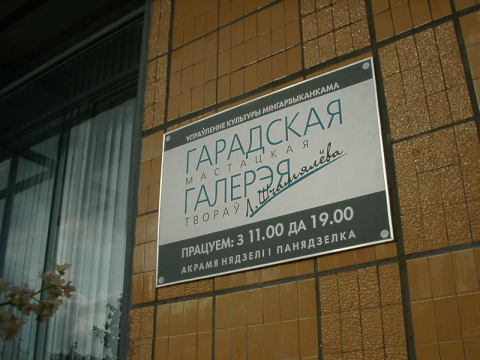 УПРАЎЛЕННЕ КУЛЬТУРЫ МІНГАРВЫКАНКАМА
ГАРАДСКАЯ
МАСТАЦКАЯ
ГАЛЕРЭЯ
ТВОРАЎ Л. Шчамялёва
ПРАЦУЕМ: З 11.00 ДА 19.00
АКРАМЯ НЯДЗЕЛІ І ПАНЯДЗЕЛКА